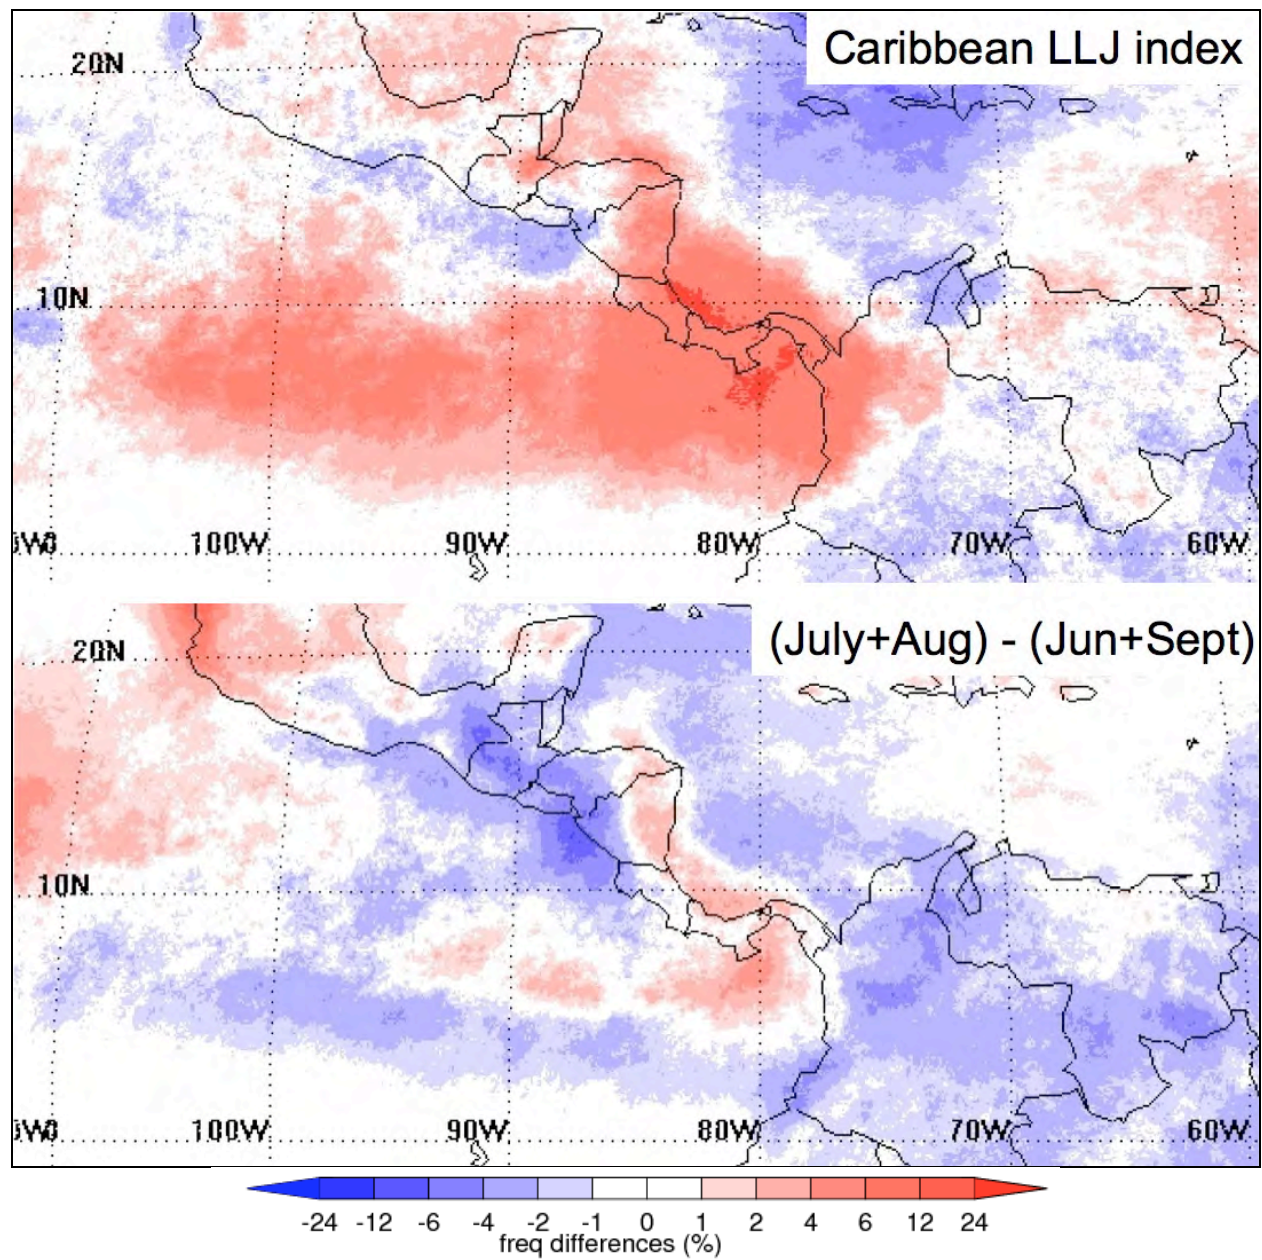 Caribbean LLJ index
20N
10N
100W
90W
80W
70W
60W
(July+Aug) - (Jun+Sept)
20N
10N
100W
90W
80W
70W
60W
-24 -12 -6 -4 -2 -1 0 1 2 4 6 12 24
freq differences (%)